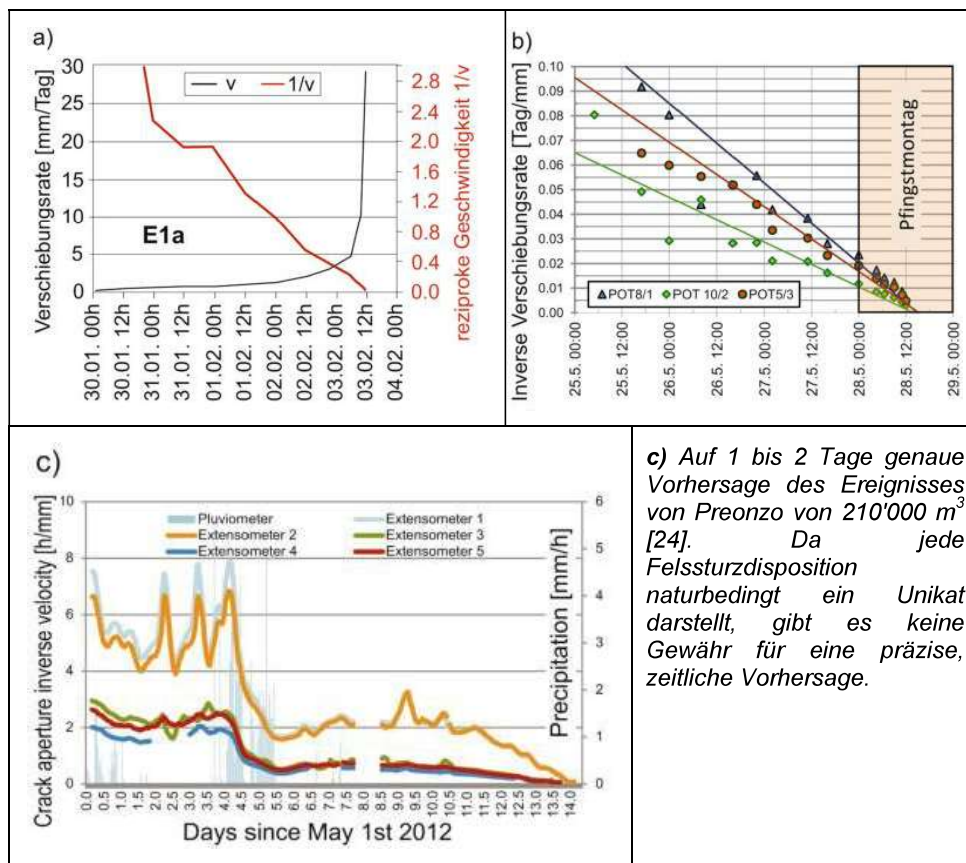 a)
v
1/v
E1a
Verschiebungsrate [mm/Tag]
30
25
20
15
10
5
0
reziproke Geschwindigkeit 1/v
2.8
2.4
2.0
1.6
1.2
0.8
0.4
0.0
30.01. 00h
30.01. 12h
31.01. 00h
31.01. 12h
01.02. 00h
01.02. 12h
02.02. 00h
02.02. 12h
03.02. 00h
03.02. 12h
04.02. 00h
b)
Inverse Verschiebungsrate [Tag/mm]
0.10
0.09
0.08
0.07
0.06
0.05
0.04
0.03
0.02
0.01
0.00
Pfingstmontag
POT8/1
POT 10/2
POT5/3
25.5. 00:00
25.5. 12:00
26.5. 00:00
26.5. 12:00
27.5. 00:00
27.5. 12:00
28.5. 00:00
28.5. 12:00
29.5. 00:00
c)
Crack aperture inverse velocity [h/mm]
10
8
6
4
2
0
Pluviometer
Extensometer 1
Extensometer 2
Extensometer 3
Extensometer 4
Extensometer 5
Precipitation [mm/h]
6
5
4
3
2
1
0
0.0
0.5
1.0
1.5
2.0
2.5
3.0
3.5
4.0
4.5
5.0
5.5
6.0
6.5
7.0
7.5
8.5
9.0
9.5
10.0
10.5
11.0
11.5
12.0
12.5
13.0
13.5
14.0
Days since May 1st 2012
c) Auf 1 bis 2 Tage genaue
Vorhersage des Ereignisses
von Preonzo von 210'000 m³
[24]. Da jede
Felssturzdisposition
naturbedingt ein Unikat
darstellt, gibt es keine
Gewähr für eine präzise,
zeitliche Vorhersage.